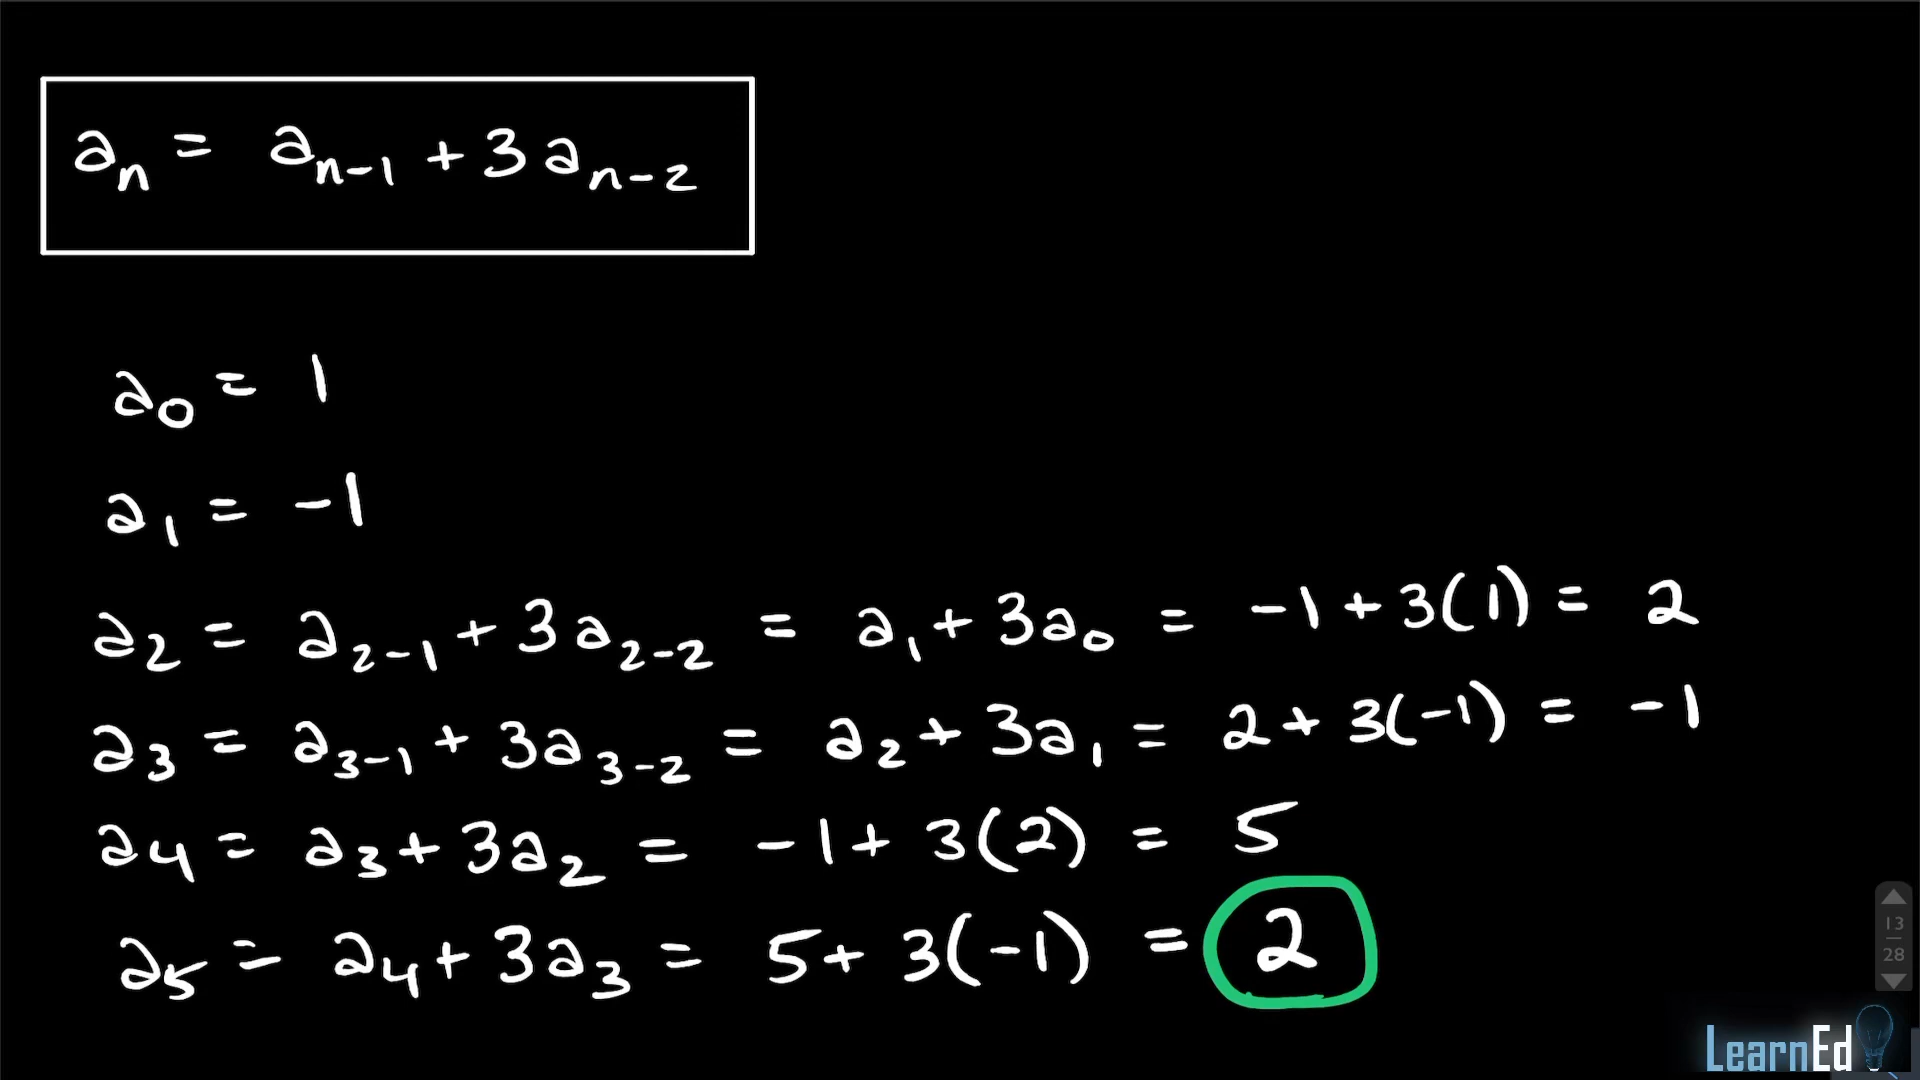 aₙ = aₙ₋₁ + 3aₙ₋₂
a₀ = 1
a₁ = -1
a₂ = a₂₋₁ + 3a₂₋₂ = a₁ + 3a₀ = -1 + 3(1) = 2
a₃ = a₃₋₁ + 3a₃₋₂ = a₂ + 3a₁ = 2 + 3(-1) = -1
a₄ = a₃ + 3a₂ = -1 + 3(2) = 5
a₅ = a₄ + 3a₃ = 5 + 3(-1) = 2
13
28
LearnEd